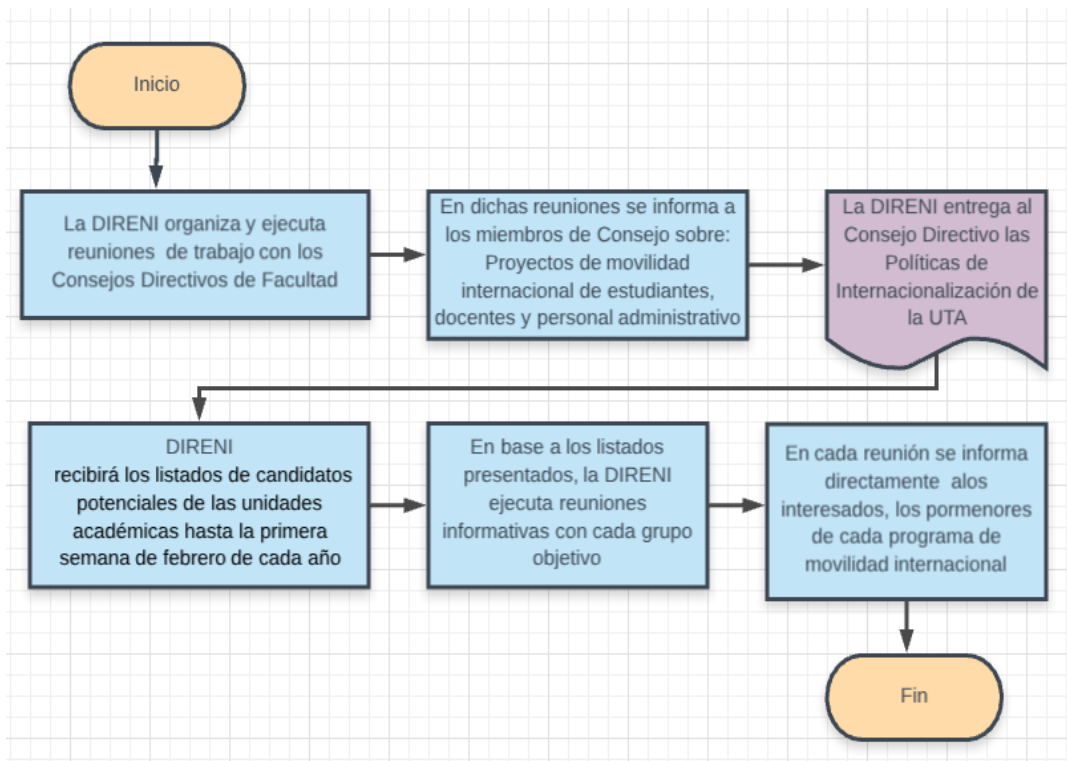 Inicio
La DIRENI organiza y ejecuta
reuniones de trabajo con los
Consejos Directivos de Facultad
En dichas reuniones se informa a
los miembros de Consejo sobre:
Proyectos de movilidad
internacional de estudiantes,
docentes y personal administrativo
La DIRENI entrega al
Consejo Directivo las
Políticas de
Internacionalización de
la UTA
DIRENI
recibirá los listados de candidatos
potenciales de las unidades
académicas hasta la primera
semana de febrero de cada año
En base a los listados
presentados, la DIRENI
ejecuta reuniones
informativas con cada grupo
objetivo
En cada reunión se informa
directamente alos
interesados, los pormenores
de cada programa de
movilidad internacional
Fin